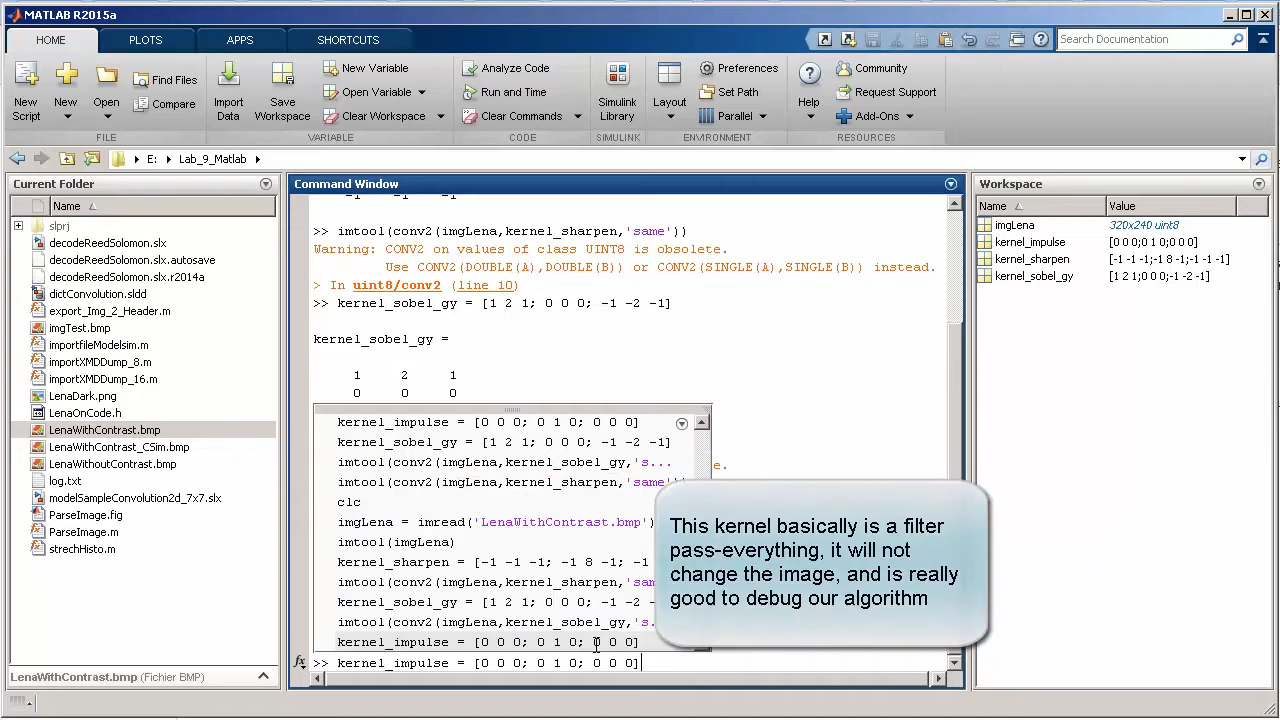 MATLAB R2015a
HOME PLOTS APPS SHORTCUTS Search Documentation
New Script
New
Open
Find Files
Compare
FILE
Import Data
Save Workspace
New Variable
Open Variable
Clear Workspace
VARIABLE
Analyze Code
Run and Time
Clear Commands
CODE
Simulink Library
SIMULINK
Layout
Preferences
Set Path
Parallel
ENVIRONMENT
Help
Community
Request Support
Add-Ons
RESOURCES
E: Lab_9_Matlab
Current Folder
Name
slprj
decodeReedSolomon.slx
decodeReedSolomon.slx.autosave
decodeReedSolomon.slx.r2014a
dictConvolution.sldd
export_Img_2_Header.m
imgTest.bmp
importfileModelsim.m
importXMDDump_8.m
importXMDDump_16.m
LenaDark.png
LenaOnCode.h
LenaWithContrast.bmp
LenaWithContrast_CSim.bmp
LenaWithoutContrast.bmp
log.txt
modelSampleConvolution2d_7x7.slx
ParseImage.fig
ParseImage.m
strechHisto.m
LenaWithContrast.bmp (Fichier BMP)
Command Window
>> imtool(conv2(imgLena,kernel_sharpen,'same'))
Warning: CONV2 on values of class UINT8 is obsolete.
Use CONV2(DOUBLE(A),DOUBLE(B)) or CONV2(SINGLE(A),SINGLE(B)) instead.
> In uint8/conv2 (line 10)
>> kernel_sobel_gy = [1 2 1; 0 0 0; -1 -2 -1]
kernel_sobel_gy =
1 2 1
0 0 0
kernel_impulse = [0 0 0; 0 1 0; 0 0 0]
kernel_sobel_gy = [1 2 1; 0 0 0; -1 -2 -1]
imtool(conv2(imgLena,kernel_sobel_gy,'s...
e.
imtool(conv2(imgLena,kernel_sharpen,'same'))
clc
imgLena = imread('LenaWithContrast.bmp')
imtool(imgLena)
kernel_sharpen = [-1 -1 -1; -1 8 -1; -1
imtool(conv2(imgLena,kernel_sharpen,'sam
kernel_sobel_gy = [1 2 1; 0 0 0; -1 -2 -
imtool(conv2(imgLena,kernel_sobel_gy,'s.
kernel_impulse = [0 0 0; 0 1 0; 0 0 0]
fx >> kernel_impulse = [0 0 0; 0 1 0; 0 0 0]
This kernel basically is a filter
pass-everything, it will not
change the image, and is really
good to debug our algorithm
Workspace
Name Value
imgLena 320x240 uint8
kernel_impulse [0 0 0;0 1 0;0 0 0]
kernel_sharpen [-1 -1 -1;-1 8 -1;-1 -1 -1]
kernel_sobel_gy [1 2 1;0 0 0;-1 -2 -1]